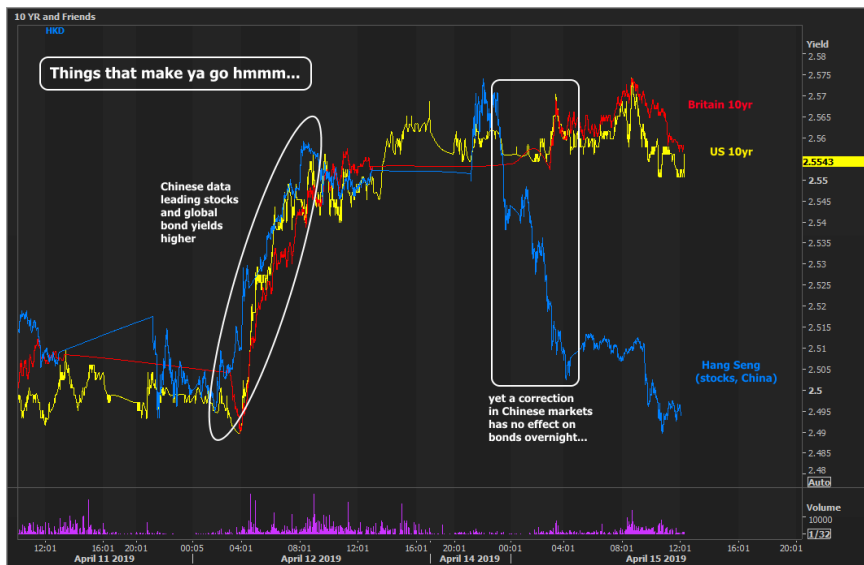 10 YR and Friends
HKD
Yield
Things that make ya go hmmm...
2.58
2.575
2.57
Britain 10yr
2.565
2.56
US 10yr
2.5543
2.55
Chinese data
leading stocks
and global
bond yields
higher
2.545
2.54
2.535
2.53
2.525
2.52
2.515
2.51
Hang Seng
(stocks, China)
2.505
2.5
yet a correction
in Chinese markets
has no effect on
bonds overnight...
2.495
2.49
2.485
2.48
Auto
Volume
10000
1/32
12:01 16:01 20:01 00:05 04:01 08:01 12:01 16:01 20:01 00:01 04:01 08:01 12:01 16:01 20:01
April 11 2019 April 12 2019 April 14 2019 April 15 2019